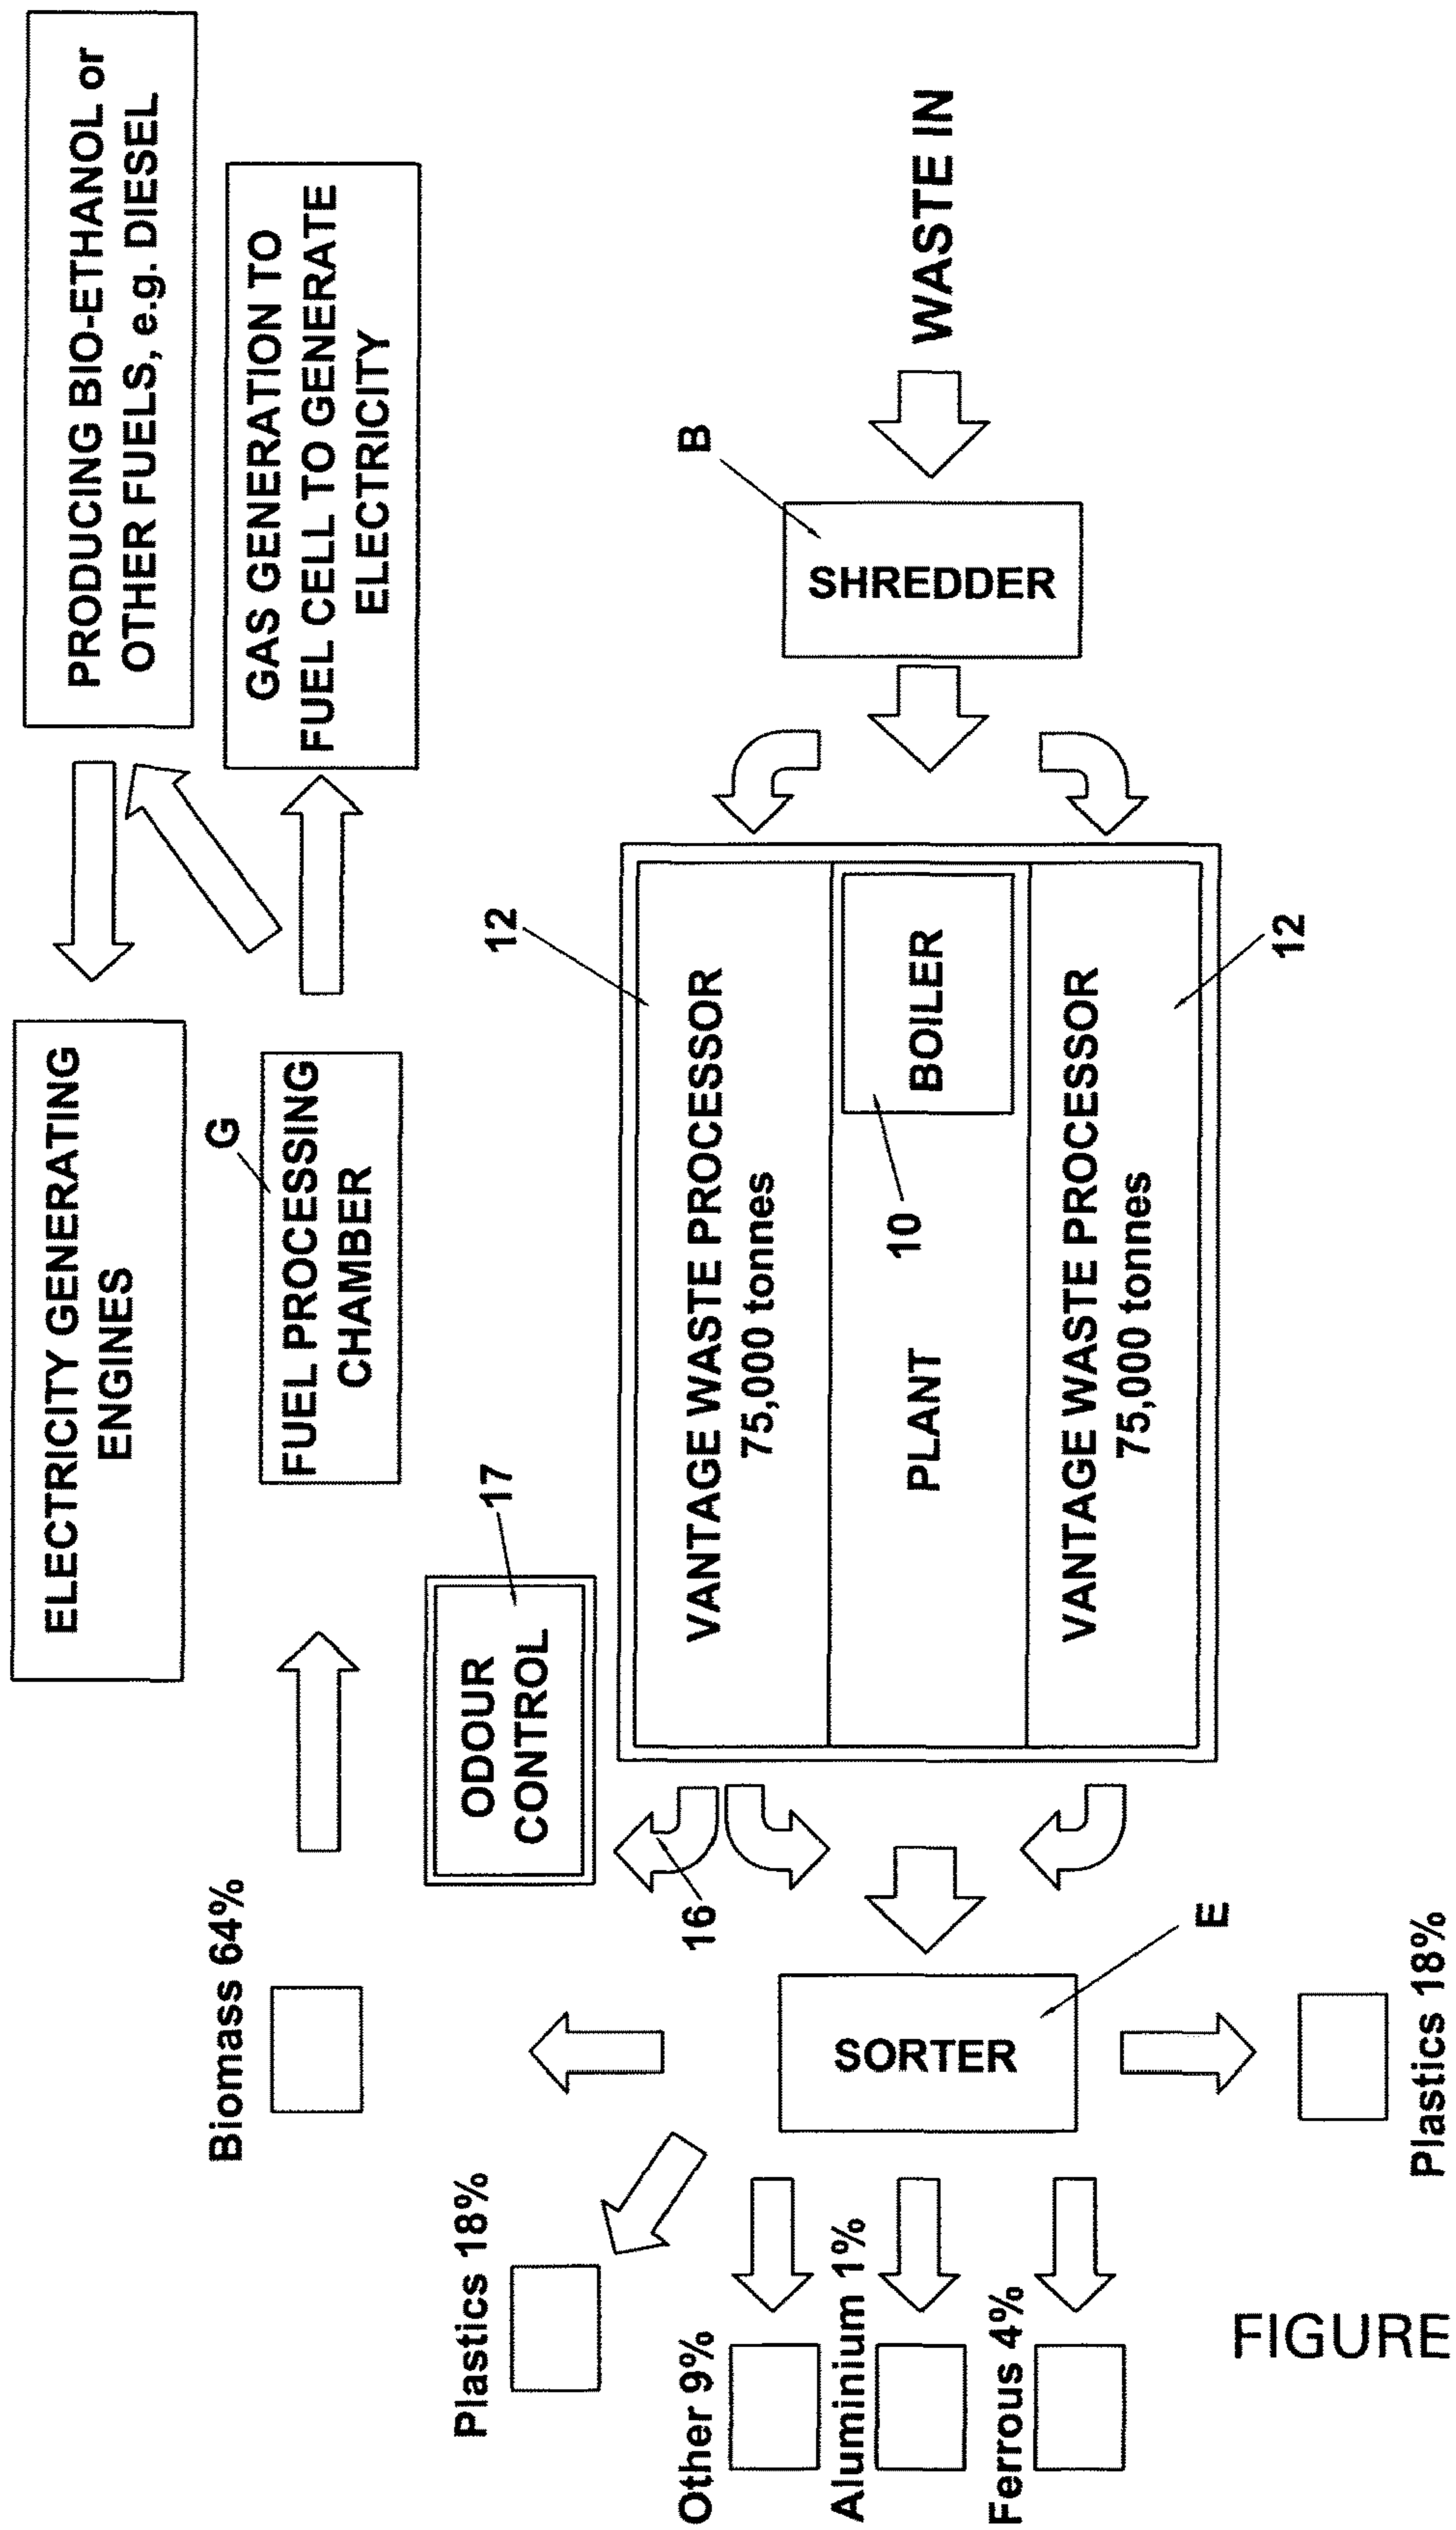 PRODUCING BIO-ETHANOL or
OTHER FUELS, e.g. DIESEL
GAS GENERATION TO
FUEL CELL TO GENERATE
ELECTRICITY
ELECTRICITY GENERATING
ENGINES
G
FUEL PROCESSING
CHAMBER
WASTE IN
B
SHREDDER
12
VANTAGE WASTE PROCESSOR
75,000 tonnes
PLANT
BOILER
10
VANTAGE WASTE PROCESSOR
75,000 tonnes
12
ODOUR
CONTROL
17
16
Biomass 64%
SORTER
E
Plastics 18%
Other 9%
Aluminium 1%
Ferrous 4%
Plastics 18%
FIGURE